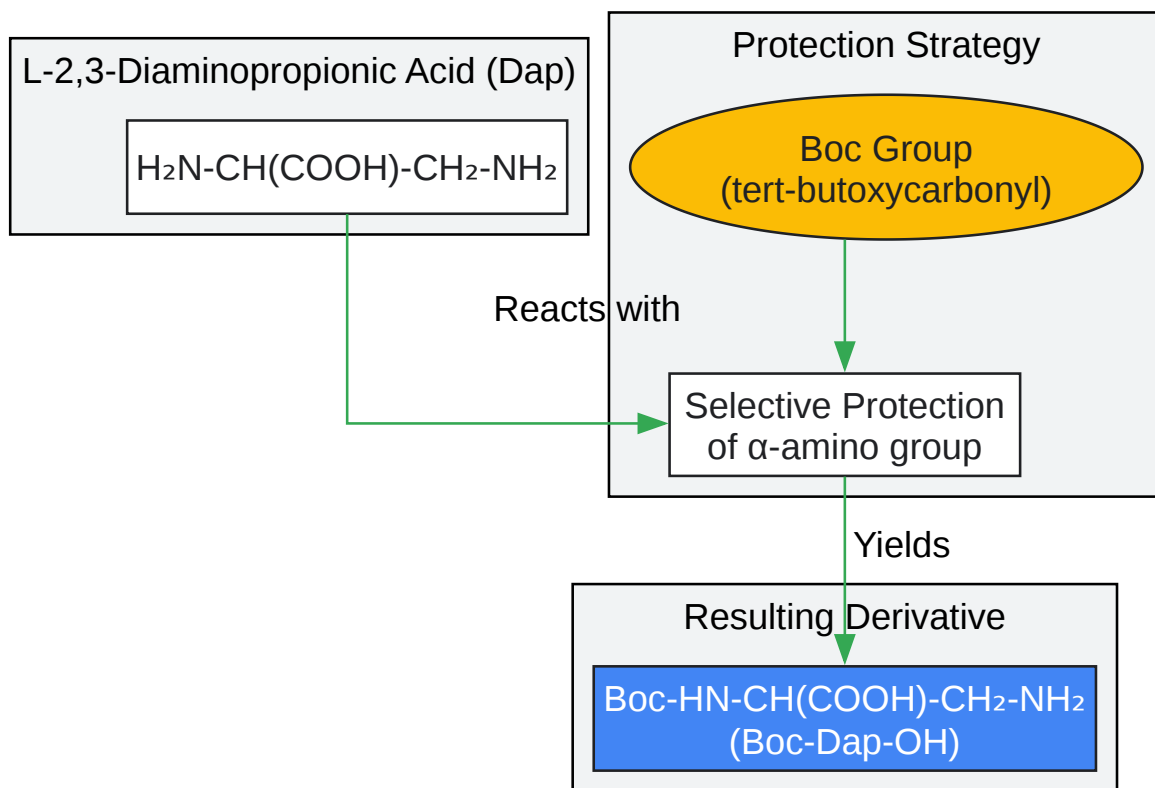 L-2,3-Diaminopropionic Acid (Dap)
H₂N-CH(COOH)-CH₂-NH₂
Protection Strategy
Boc Group
(tert-butoxycarbonyl)
Reacts with
Selective Protection
of α-amino group
Yields
Resulting Derivative
Boc-HN-CH(COOH)-CH₂-NH₂
(Boc-Dap-OH)